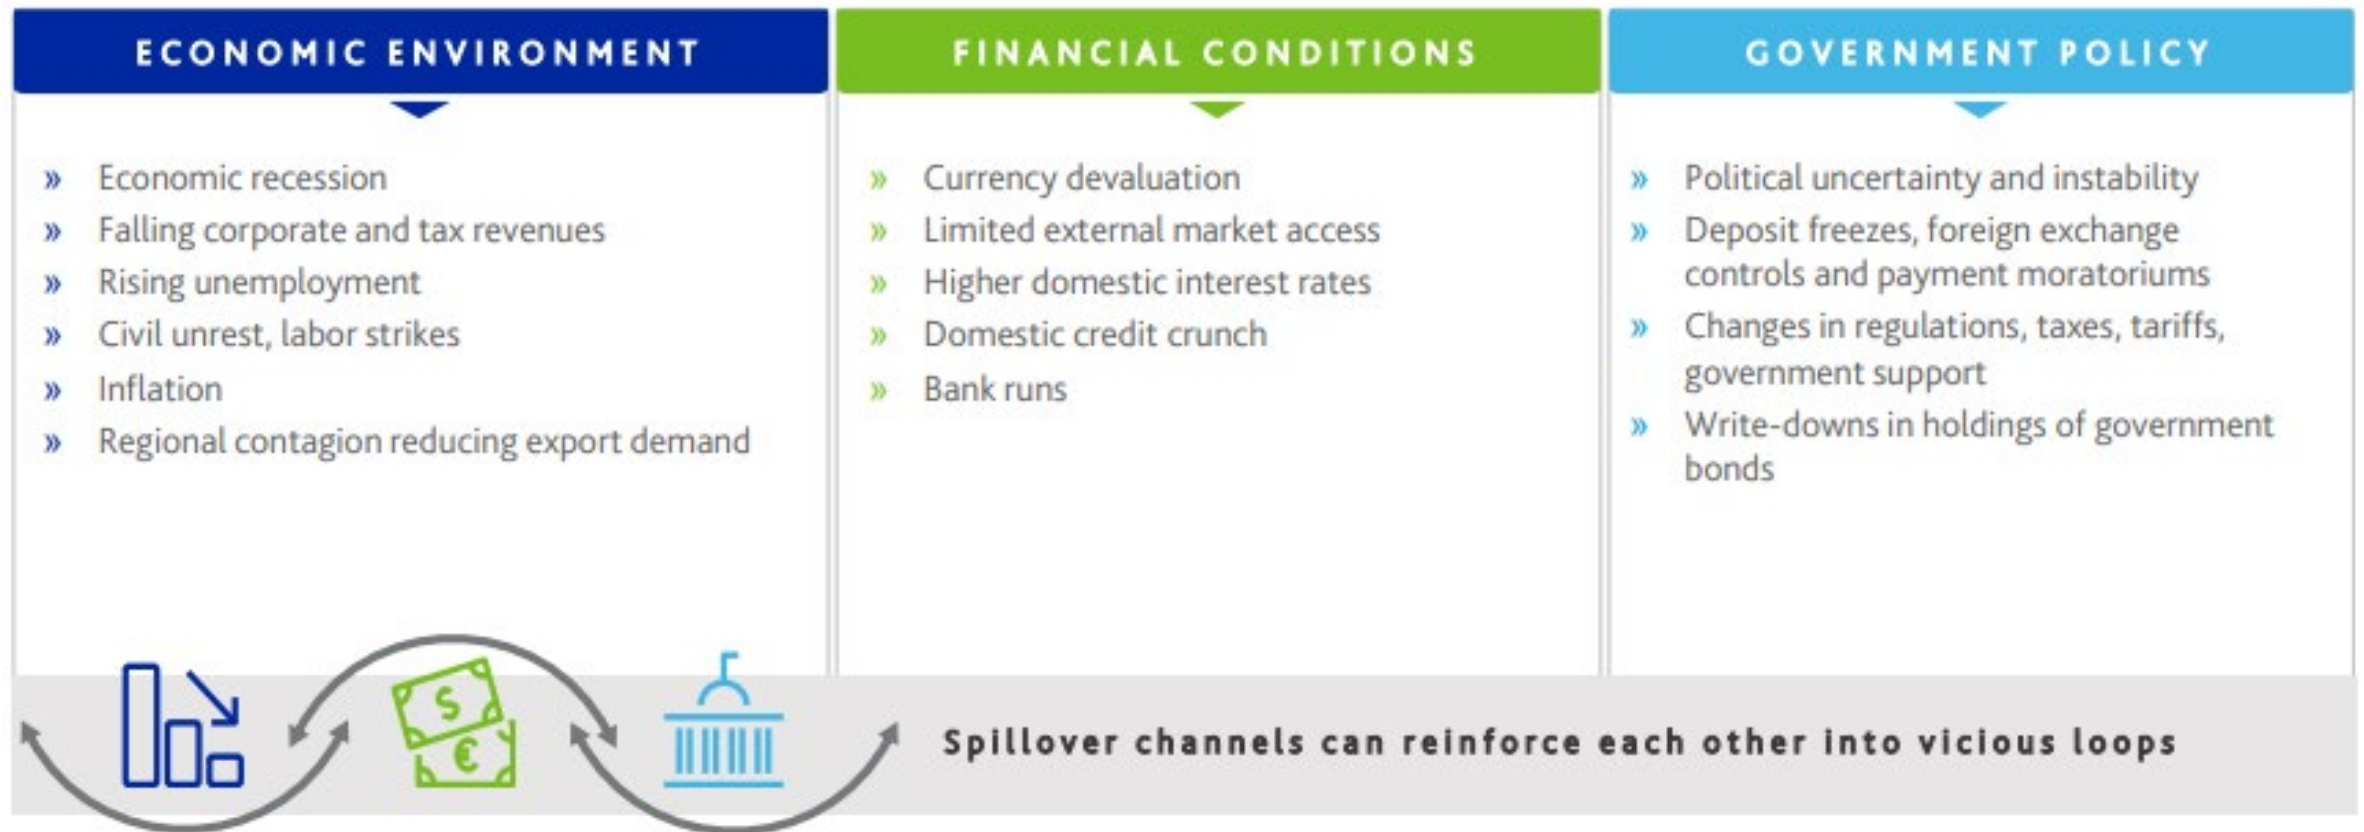 ECONOMIC ENVIRONMENT
» Economic recession
» Falling corporate and tax revenues
» Rising unemployment
» Civil unrest, labor strikes
» Inflation
» Regional contagion reducing export demand
FINANCIAL CONDITIONS
» Currency devaluation
» Limited external market access
» Higher domestic interest rates
» Domestic credit crunch
» Bank runs
GOVERNMENT POLICY
» Political uncertainty and instability
» Deposit freezes, foreign exchange
controls and payment moratoriums
» Changes in regulations, taxes, tariffs,
government support
» Write-downs in holdings of government
bonds
$
€
Spillover channels can reinforce each other into vicious loops